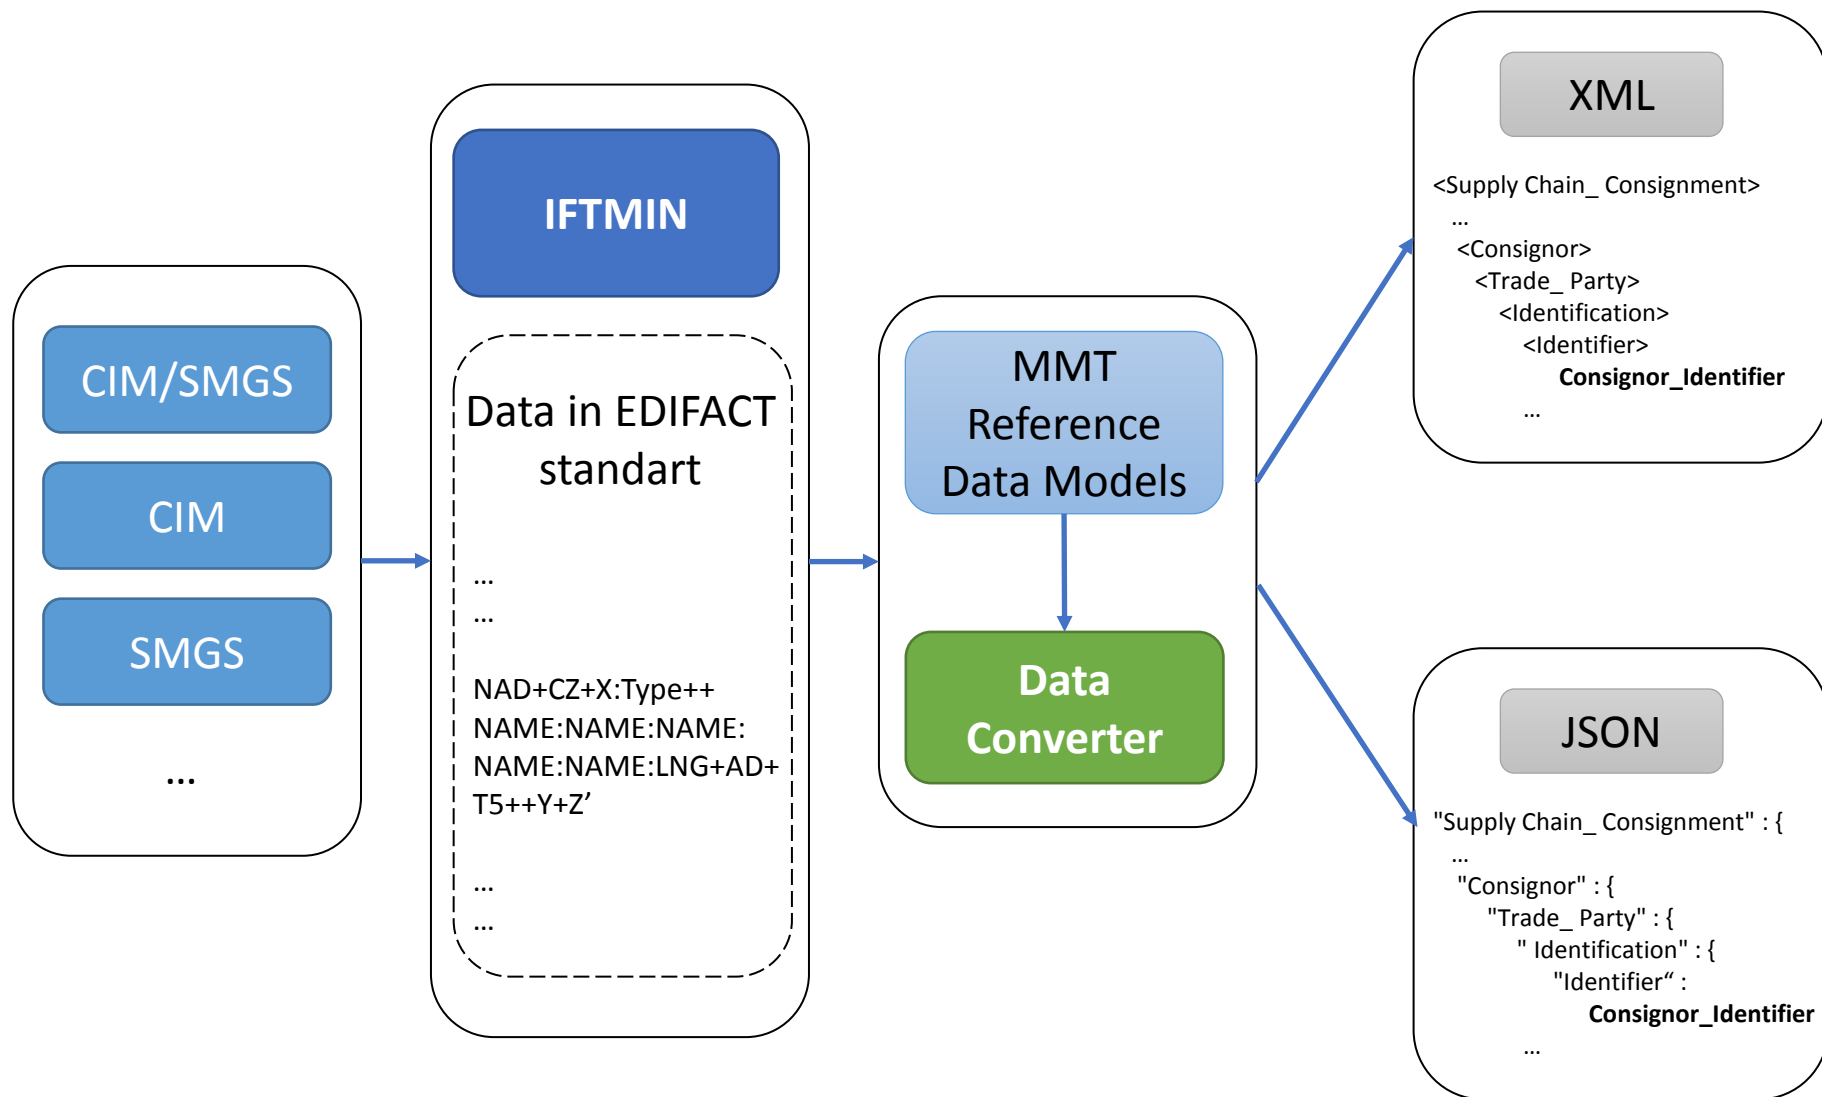 CIM/SMGS
CIM
SMGS
...
IFTMIN
Data in EDIFACT
standart
...
...
NAD+CZ+X:Type++
NAME:NAME:NAME:
NAME:NAME:LNG+AD+
T5++Y+Z’
...
...
MMT
Reference
Data Models
Data
Converter
XML
<Supply Chain_ Consignment>
...
<Consignor>
<Trade_ Party>
<Identification>
<Identifier>
Consignor_Identifier
...
JSON
"Supply Chain_ Consignment" : {
...
"Consignor" : {
"Trade_ Party" : {
" Identification" : {
"Identifier“ :
Consignor_Identifier
...